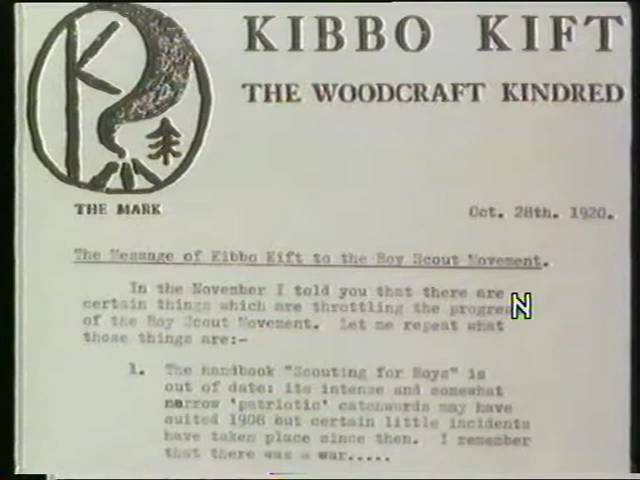 KIBBO KIFT
THE WOODCRAFT KINDRED
THE MARK
Oct. 28th. 1920.
The Message of Kibbo Kift to the Boy Scout Movement.
In the November I told you that there are
certain things which are throttling the progre
N
of the Boy Scout Movement. Let me repeat what
those things are:-
1. The handbook "Scouting for Boys" is
out of date: its intense and somewhat
narrow 'patriotic' catchwords may have
suited 1908 but certain little incidents
have taken place since then. I remember
that there was a war.....